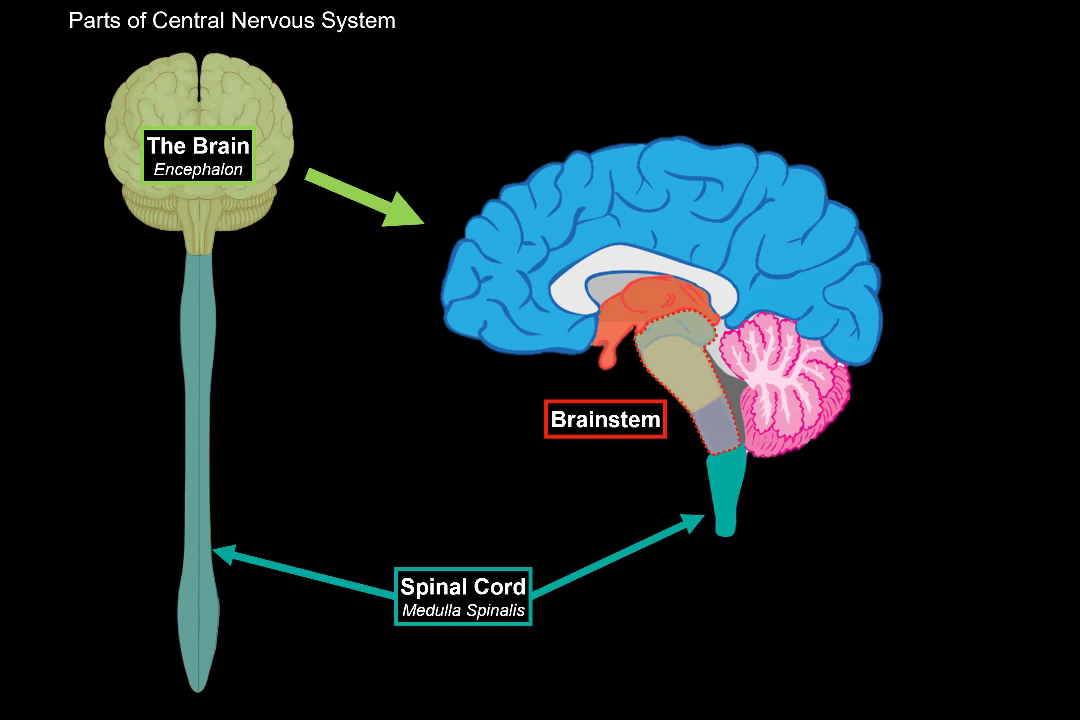 Parts of Central Nervous System
The Brain
Encephalon
Brainstem
Spinal Cord
Medulla Spinalis